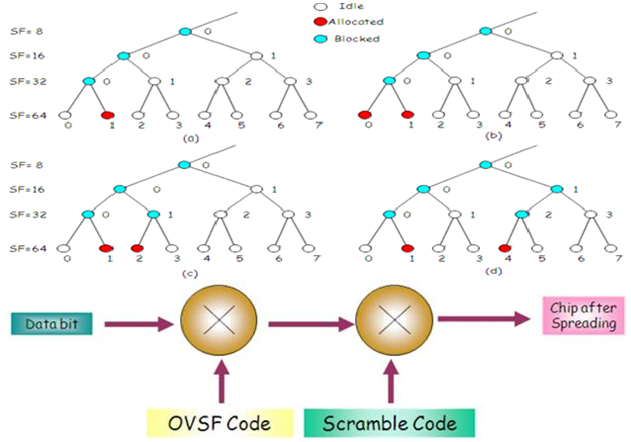 Idle
Allocated
Blocked
SF= 8 0 0
SF=16 0 1 0 1
SF=32 0 1 2 3 0 1 2 3
SF=64 0 1 2 3 4 5 6 7 0 1 2 3 4 5 6 7
(a) (b)
SF= 8 0 0
SF=16 0 1 0 1
SF=32 0 1 2 3 0 1 2 3
SF=64 0 1 2 3 4 5 6 7 0 1 2 3 4 5 6 7
(c) (d)
Data bit
Chip after
Spreading
OVSF Code
Scramble Code